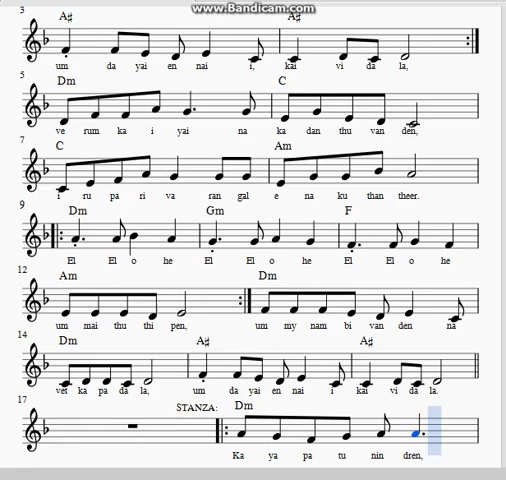 www.Bandicam.com
3 A♯ A♯
um da yai en nai i, kai vi da la,
5 Dm C
ve rum ka i yai na ka dan thu van den,
7 C Am
i ru pa ri va ran gal e na ku than theer.
9 Dm Gm F
El El o he El El o he El El o he
12 Am Dm
um mai thu thi pen, um my nam bi van den na
14 Dm A♯ A♯
vet ka pa da la, um da yai en nai i kai vi da la.
17 STANZA: Dm
Ka ya pa tu nin dren,